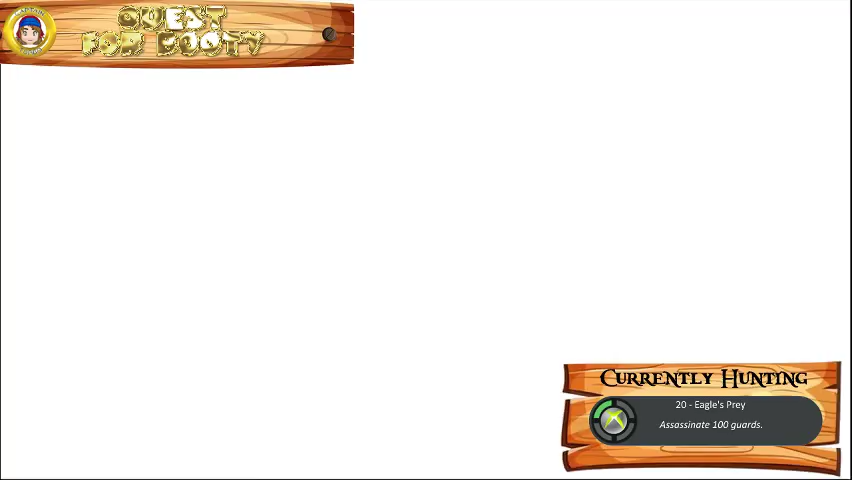 QUEST
FOR BOOTY
CURRENTLY HUNTING
20 - Eagle's Prey
Assassinate 100 guards.